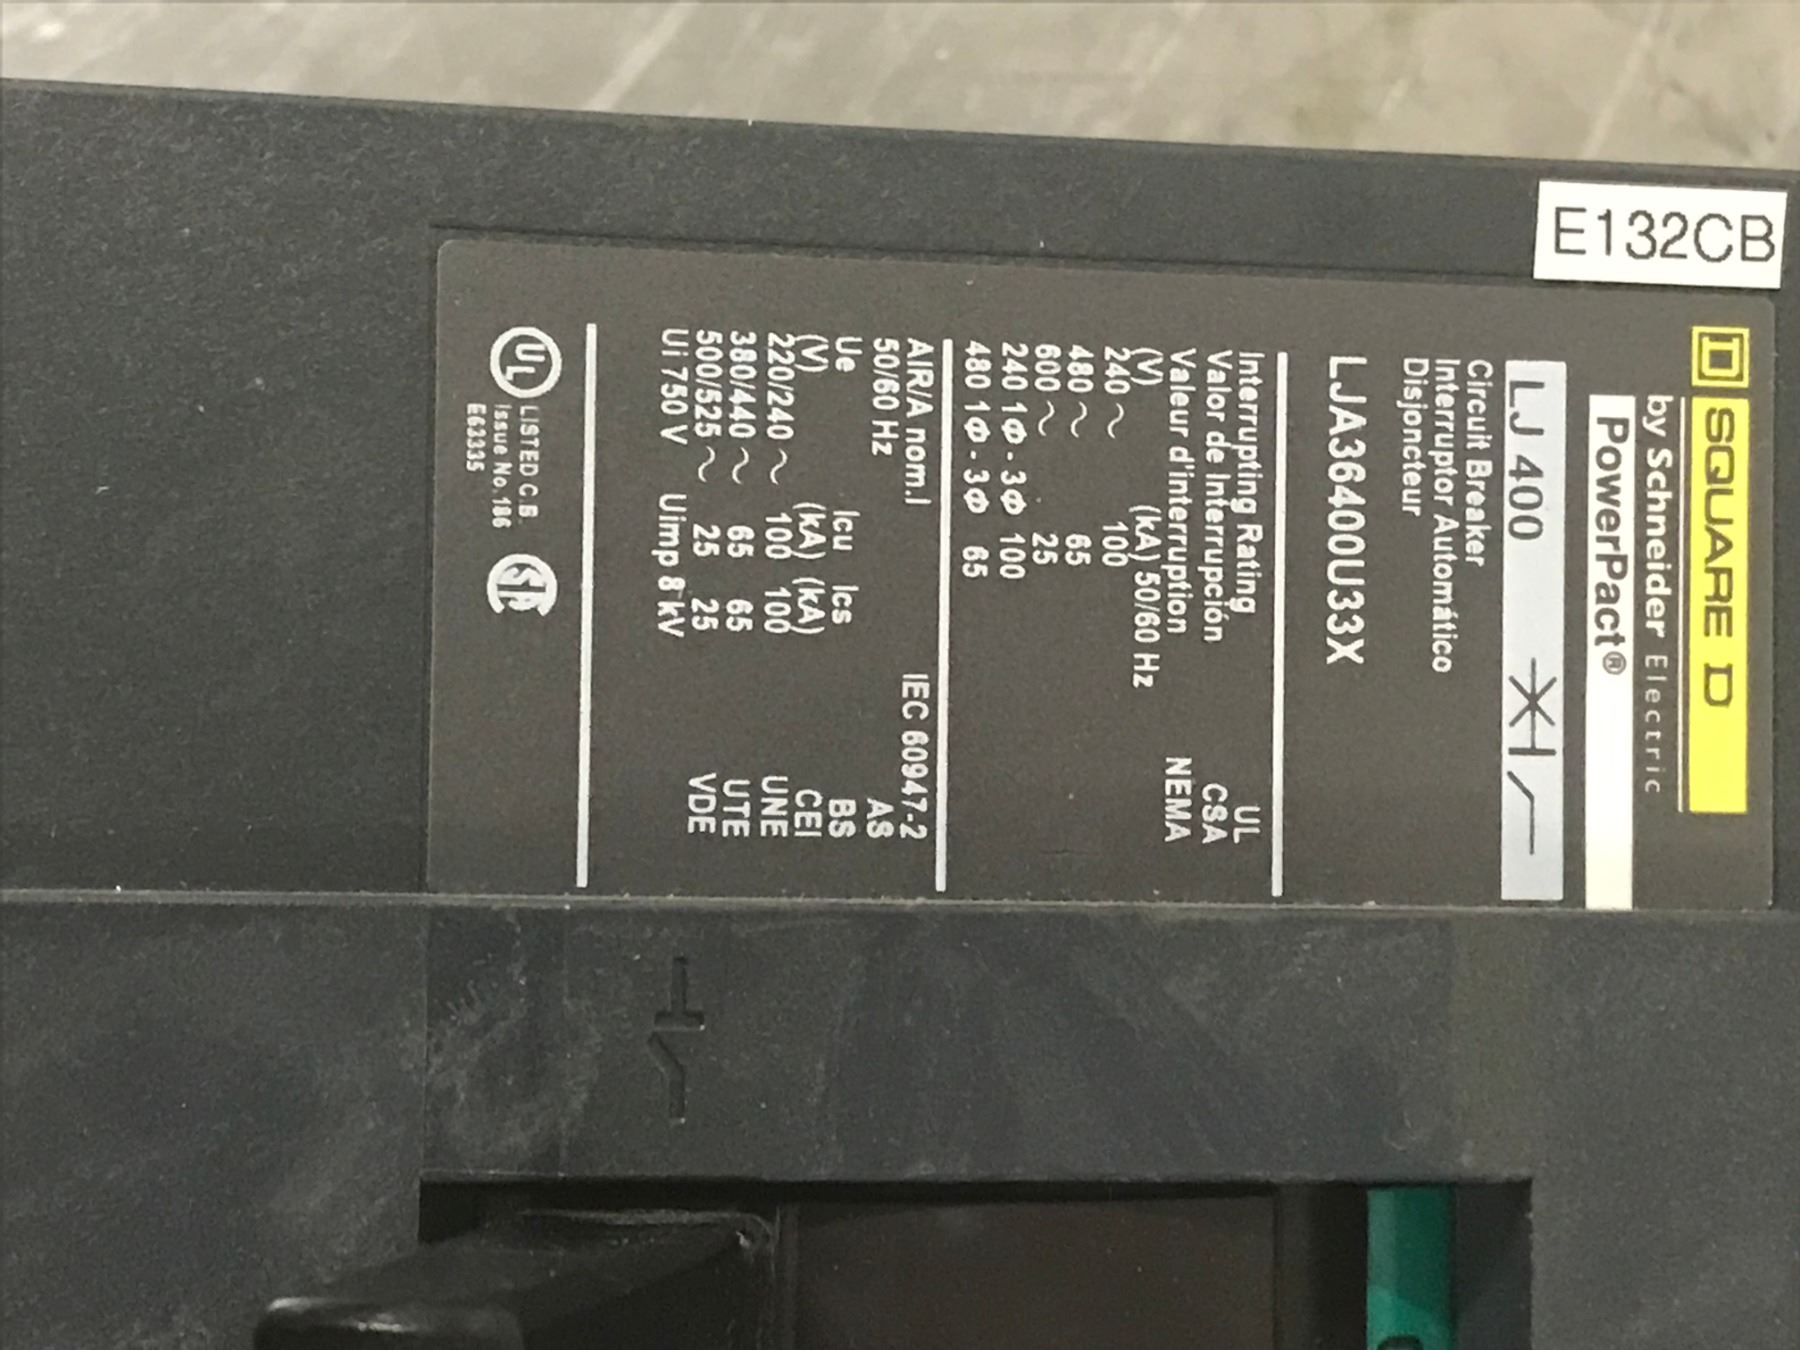 E132CB
SQUARE D
by Schneider Electric
PowerPact®
LJ 400
Circuit Breaker
Interruptor Automático
Disjoncteur
LJA36400U33X
Interrupting Rating UL
Valor de Interrupción CSA
Valeur d'interruption NEMA
(V) (kA) 50/60 Hz
240 ~ 100
480 ~ 65
600 ~ 25
240 1Φ - 3Φ 100
480 1Φ - 3Φ 65
AIR/A nom.I IEC 60947-2
50/60 Hz AS
Ue Icu Ics BS
(V) (kA) (kA) CEI
220/240 ~ 100 100 UNE
380/440 ~ 65 65 UTE
500/525 ~ 25 25 VDE
Ui 750 V Uimp 8 kV
UL LISTED C.B.
Issue No.186
E63335
SA